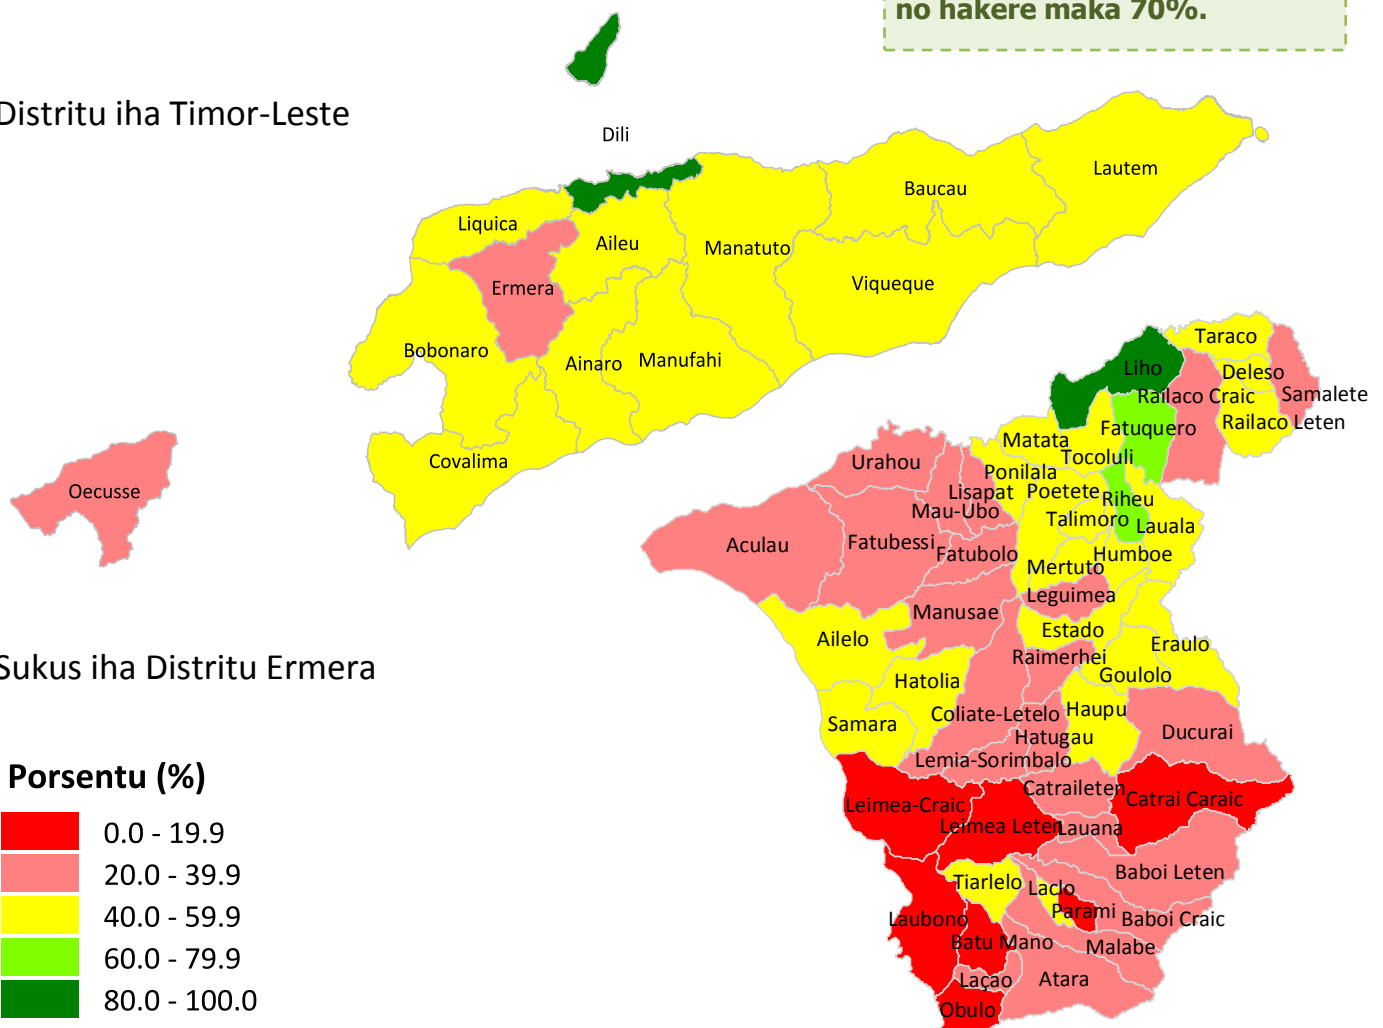 no hakere maka 70%.
Distritu iha Timor-Leste
Dili
Lautem
Baucau
Liquica
Aileu
Manatuto
Viqueque
Ermera
Bobonaro
Ainaro
Manufahi
Covalima
Oecusse
Taraco
Liho
Deleso
Railaco Craic
Samalete
Railaco Leten
Fatuquero
Matata
Tocoluli
Urahou
Ponilala
Lisapat
Poetete
Riheu
Mau-Ubo
Talimoro
Lauala
Aculau
Fatubessi
Fatubolo
Humboe
Mertuto
Leguimea
Manusae
Estado
Ailelo
Eraulo
Raimerhei
Goulolo
Sukus iha Distritu Ermera
Hatolia
Haupu
Coliate-Letelo
Samara
Hatugau
Ducurai
Lemia-Sorimbalo
Catraileten
Catrai Caraic
Leimea-Craic
Leimea Leten
Lauana
Baboi Leten
Tiarlelo
Laclo
Parami
Baboi Craic
Laubono
Batu Mano
Malabe
Laçao
Atara
Obulo
Porsentu (%)
0.0 - 19.9
20.0 - 39.9
40.0 - 59.9
60.0 - 79.9
80.0 - 100.0